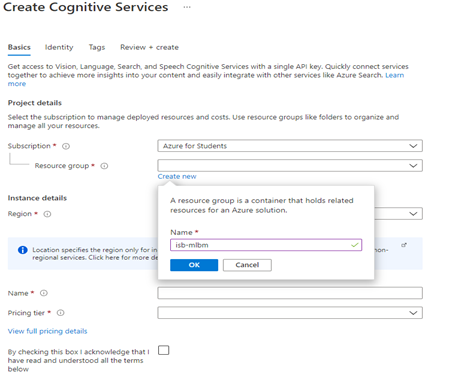 Create Cognitive Services ...
Basics Identity Tags Review + create
Get access to Vision, Language, Search, and Speech Cognitive Services with a single API key. Quickly connect services
together to achieve more insights into your content and easily integrate with other services like Azure Search. Learn
more
Project details
Select the subscription to manage deployed resources and costs. Use resource groups like folders to organize and
manage all your resources.
Subscription * Azure for Students
Resource group *
Create new
A resource group is a container that holds related
resources for an Azure solution.
Name *
isb-mlbm
OK Cancel
Instance details
Region *
Location specifies the region only for in
non-
regional services. Click here for more de
Name *
Pricing tier *
View full pricing details
By checking this box I acknowledge that I
have read and understood all the terms
below